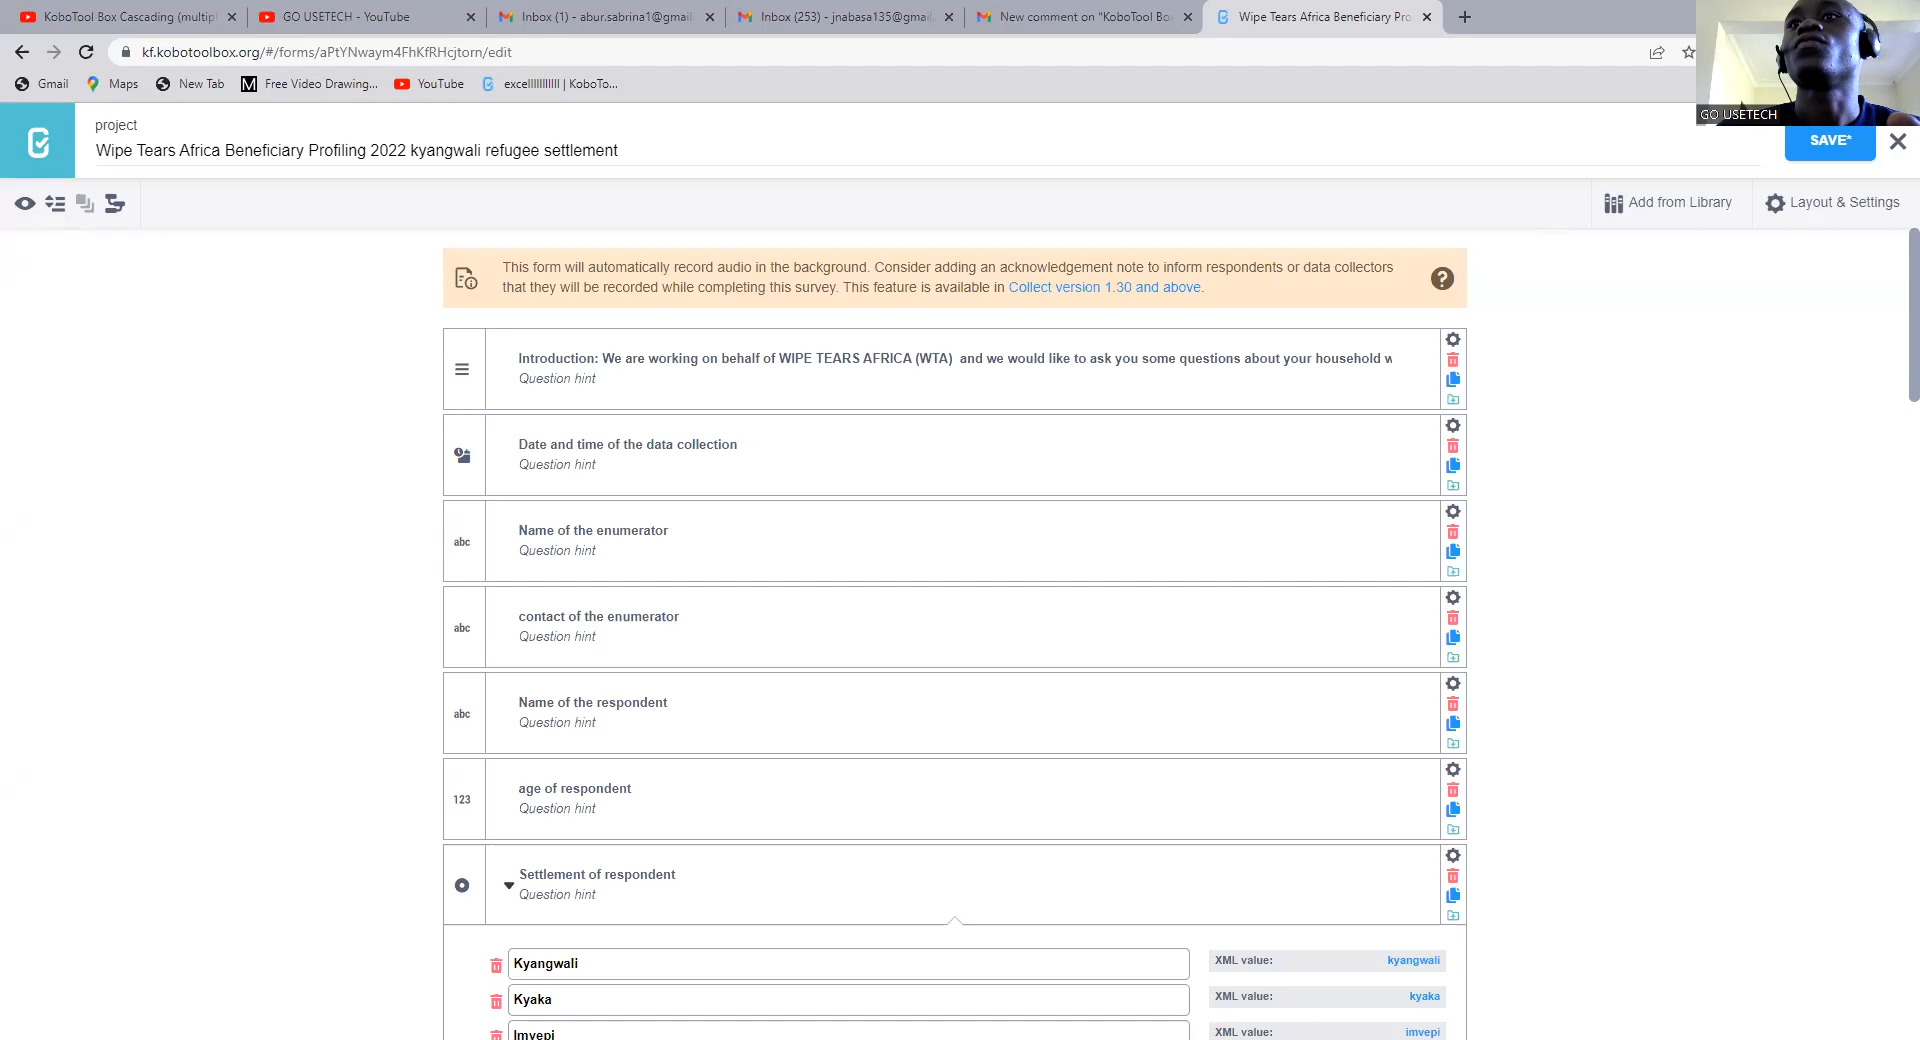 KoboTool Box Cascading (multipl
GO USETECH - YouTube
Inbox (1) - abur.sabrina1@gmail
Inbox (253) - jnabasa135@gmail.
New comment on "KoboTool Bo
Wipe Tears Africa Beneficiary Pro
kf.kobotoolbox.org/#/forms/aPtYNwaym4FhKfRHcjtorn/edit
Gmail
Maps
New Tab
Free Video Drawing...
YouTube
excelllllllllll | KoboTo...
GO USETECH
project
Wipe Tears Africa Beneficiary Profiling 2022 kyangwali refugee settlement
SAVE*
Add from Library
Layout & Settings
This form will automatically record audio in the background. Consider adding an acknowledgement note to inform respondents or data collectors
that they will be recorded while completing this survey. This feature is available in Collect version 1.30 and above.
Introduction: We are working on behalf of WIPE TEARS AFRICA (WTA) and we would like to ask you some questions about your household w
Question hint
Date and time of the data collection
Question hint
abc
Name of the enumerator
Question hint
abc
contact of the enumerator
Question hint
abc
Name of the respondent
Question hint
123
age of respondent
Question hint
Settlement of respondent
Question hint
Kyangwali
XML value: kyangwali
Kyaka
XML value: kyaka
Imvepi
XML value: imvepi